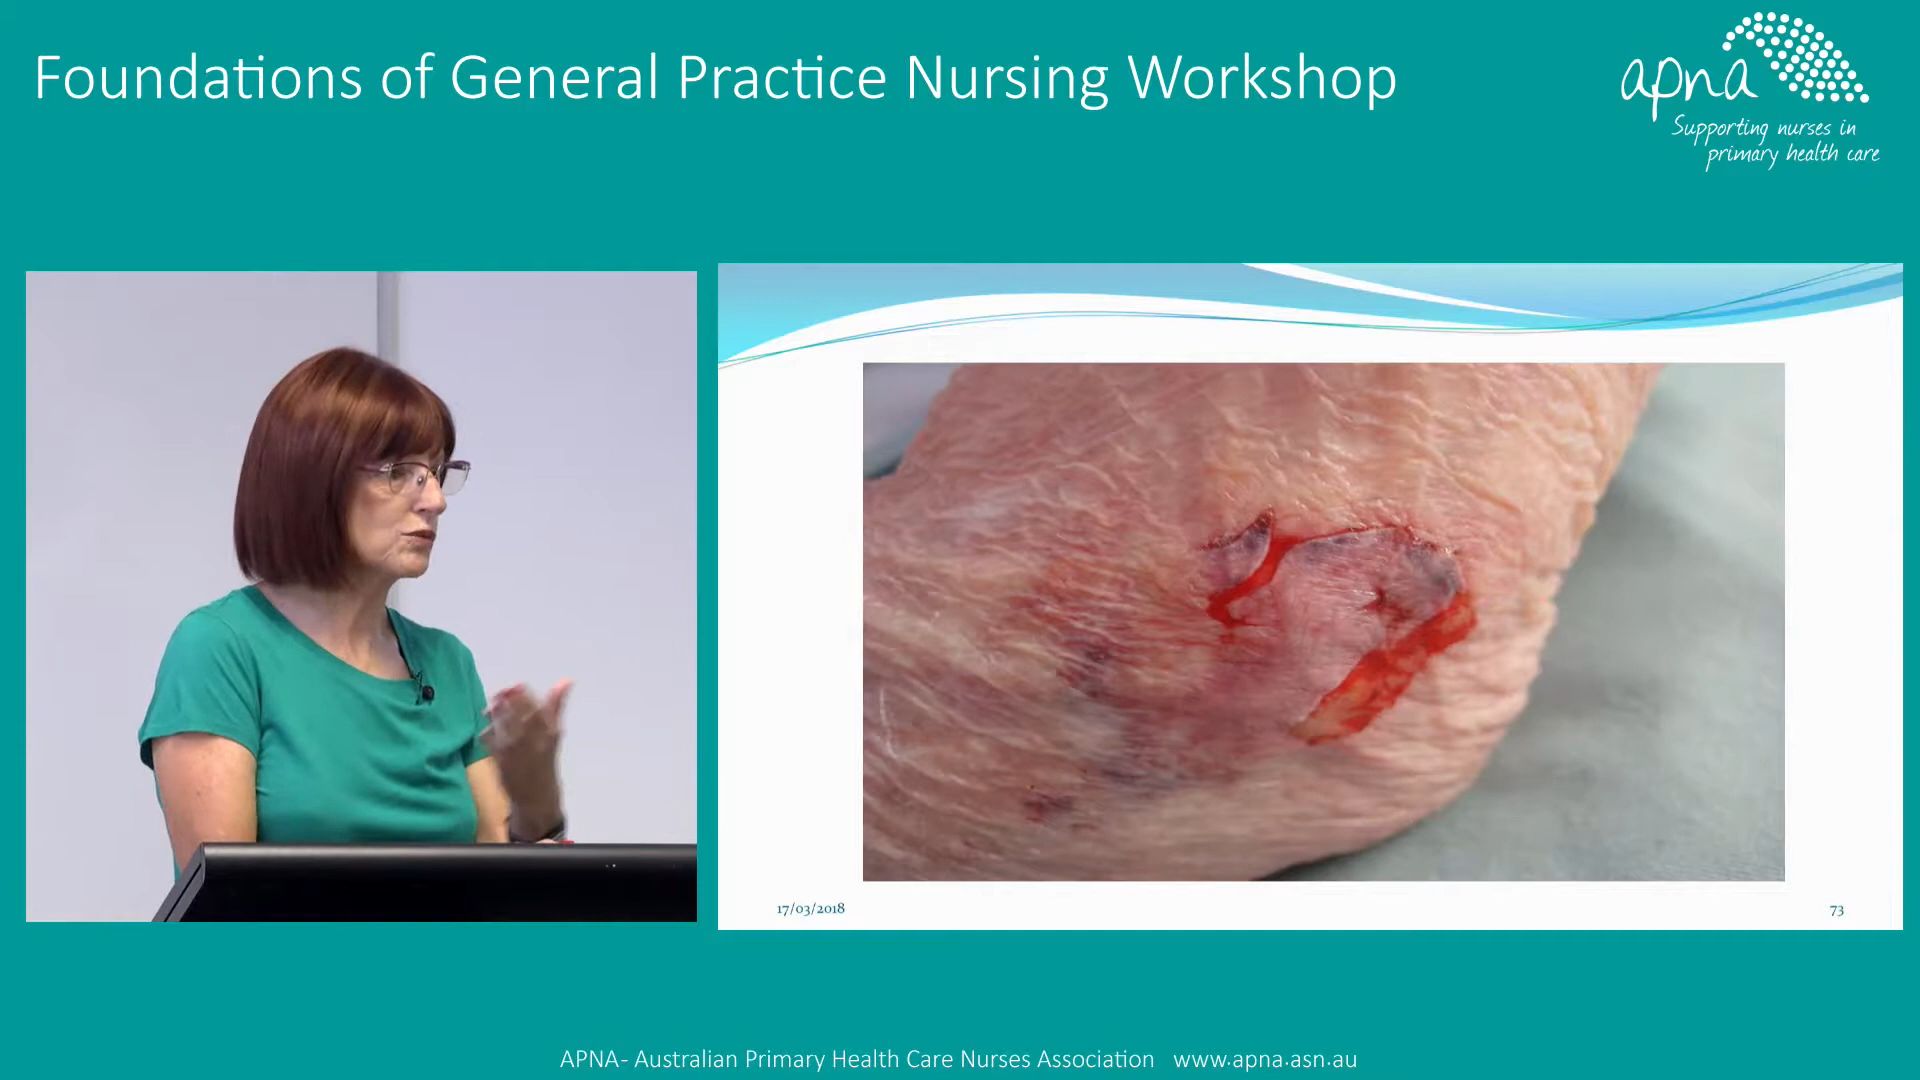 Foundations of General Practice Nursing Workshop
apna
Supporting nurses in
primary health care
17/03/2018
73
APNA- Australian Primary Health Care Nurses Association www.apna.asn.au